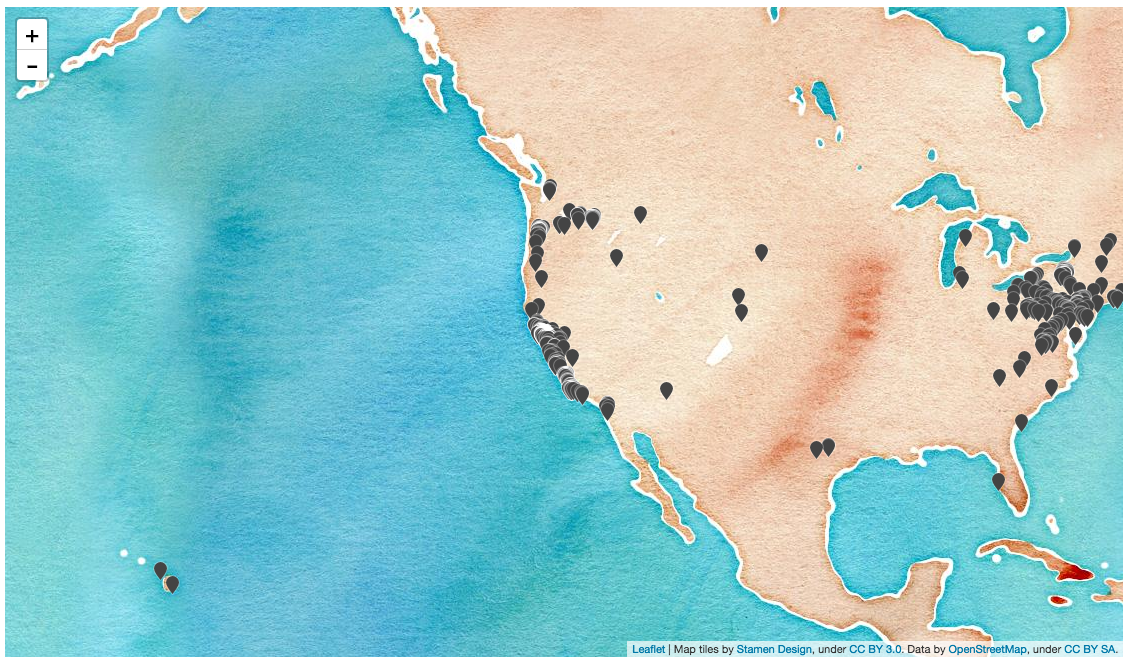 +
−
Leaflet | Map tiles by Stamen Design, under CC BY 3.0. Data by OpenStreetMap, under CC BY SA.